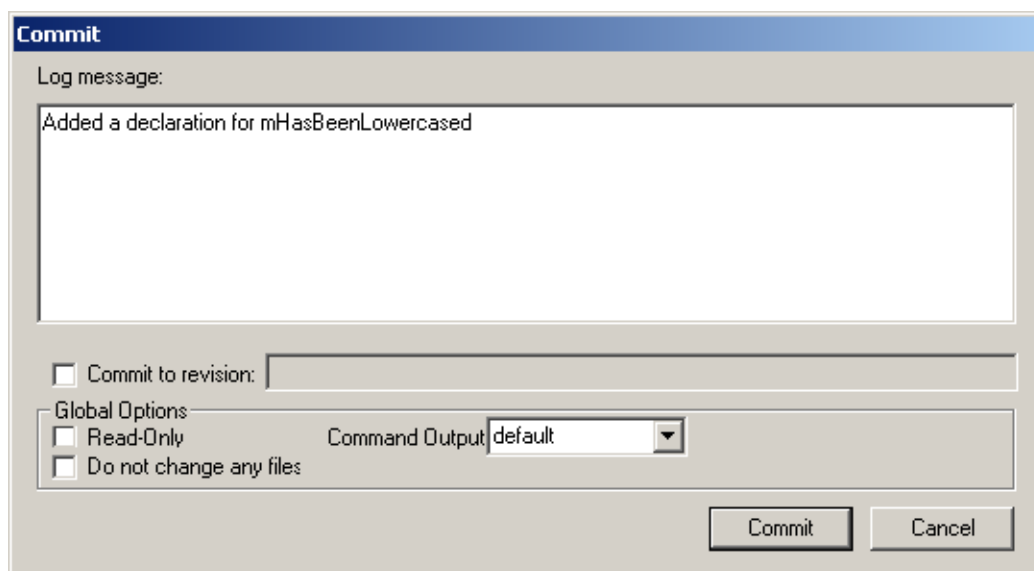 Commit
Log message:
Added a declaration for mHasBeenLowercased
Commit to revision:
Global Options
Read-Only Command Output default
Do not change any files
Commit Cancel